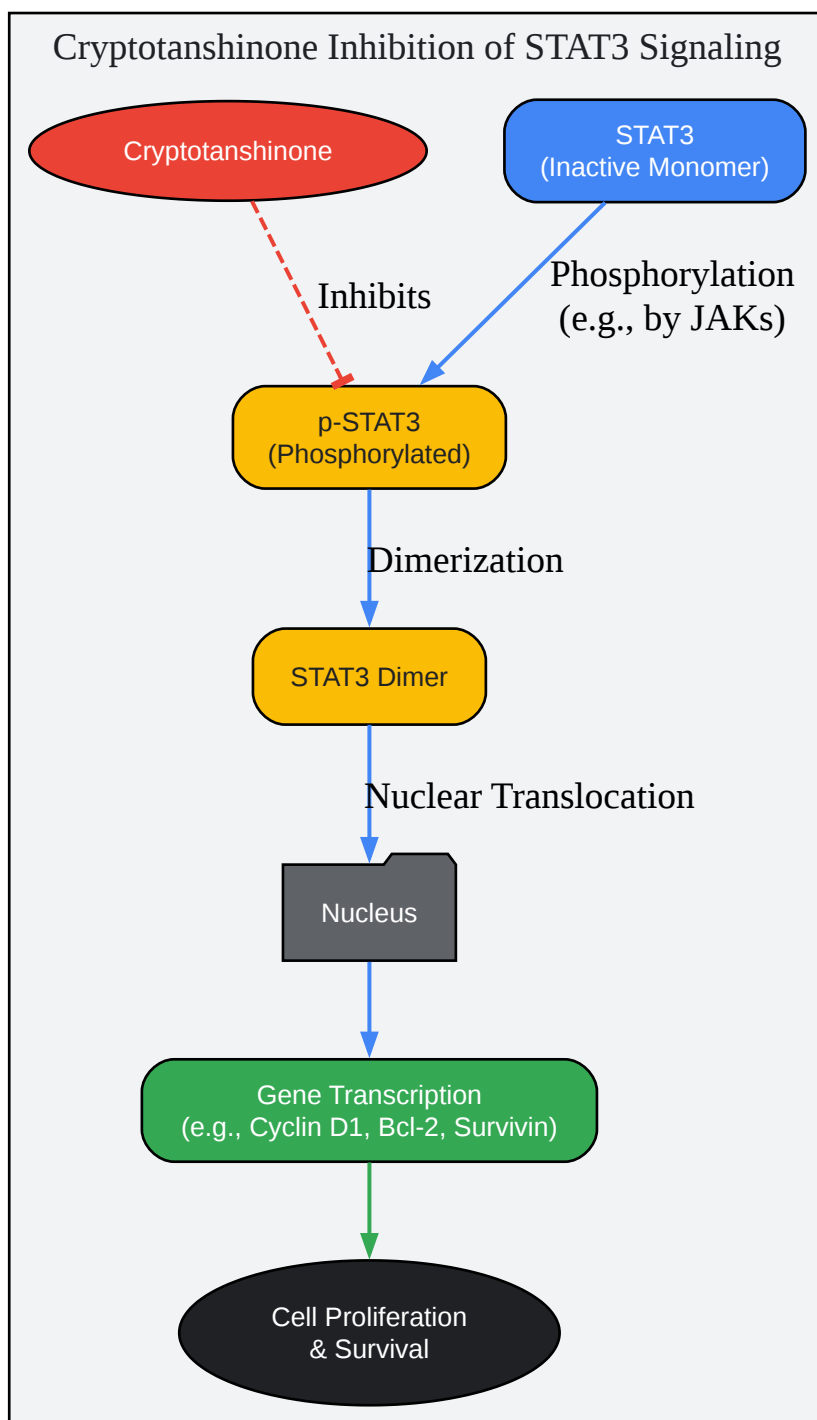 Cryptotanshinone Inhibition of STAT3 Signaling
Cryptotanshinone
STAT3
(Inactive Monomer)
Inhibits
Phosphorylation
(e.g., by JAKs)
p-STAT3
(Phosphorylated)
Dimerization
STAT3 Dimer
Nuclear Translocation
Nucleus
Gene Transcription
(e.g., Cyclin D1, Bcl-2, Survivin)
Cell Proliferation
& Survival